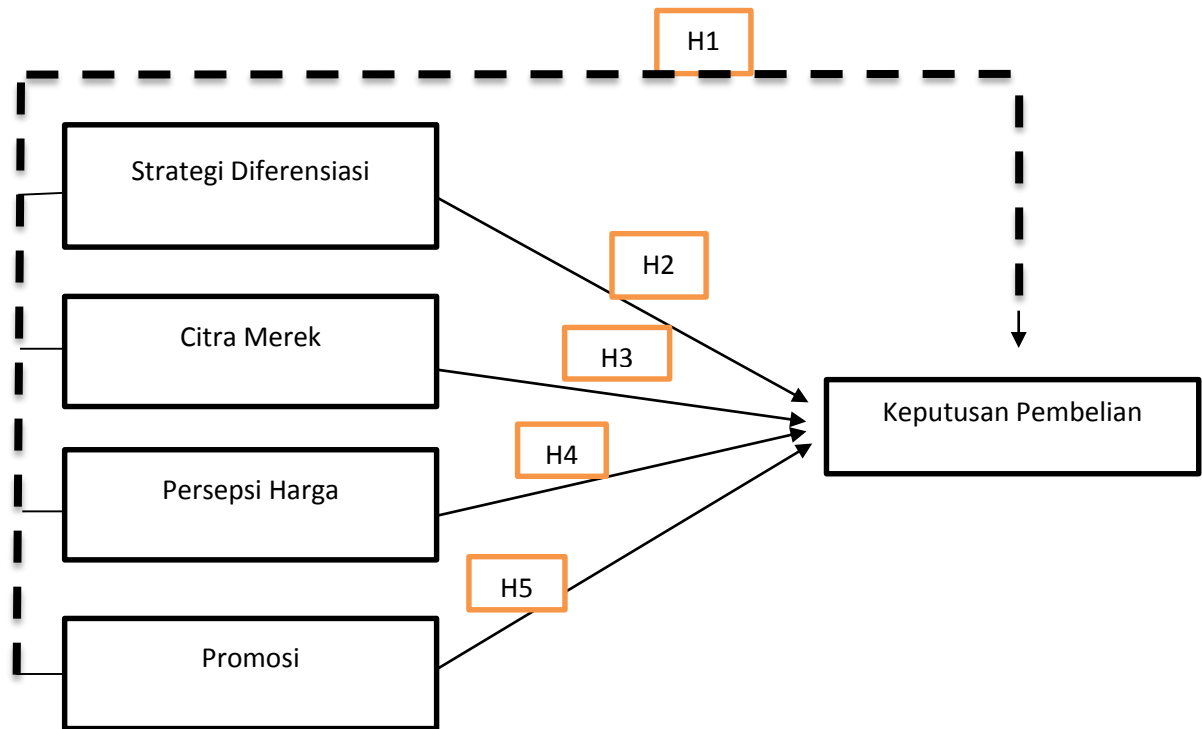 H1
Strategi Diferensiasi
H2
Citra Merek
H3
Keputusan Pembelian
H4
Persepsi Harga
H5
Promosi